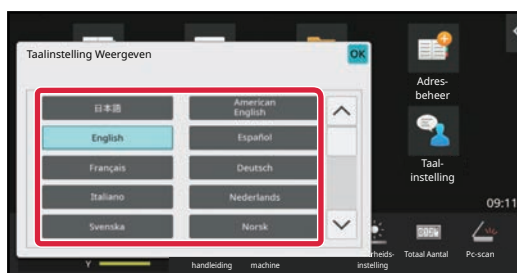 Taalinstelling Weergeven
OK
日本語
American
English
English
Español
Français
Deutsch
Italiano
Nederlands
Svenska
Norsk
Adres-
beheer
Taal-
instelling
09:11
Y
handleiding
machine
instelling
Totaal Aantal
Pc-scan